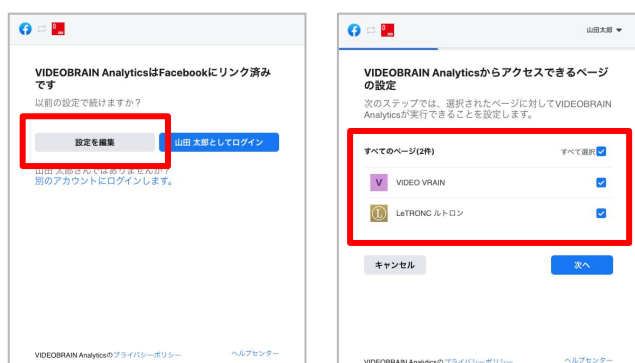 VIDEOBRAIN AnalyticsはFacebookにリンク済み
です
以前の設定で続けますか？
設定を編集
山田 太郎としてログイン
山田 太郎さんではありませんか？
別のアカウントにログインします。
VIDEOBRAIN Analyticsのプライバシーポリシー
ヘルプセンター
山田太郎
VIDEOBRAIN Analyticsからアクセスできるページ
の設定
次のステップでは、選択されたページに対してVIDEOBRAIN
Analyticsが実行できることを設定します。
すべてのページ(2件)
すべて選択
V
VIDEO VRAIN
L
LeTRONC ルトロン
キャンセル
次へ
VIDEOBRAIN Analyticsのプライバシーポリシー
ヘルプセンター